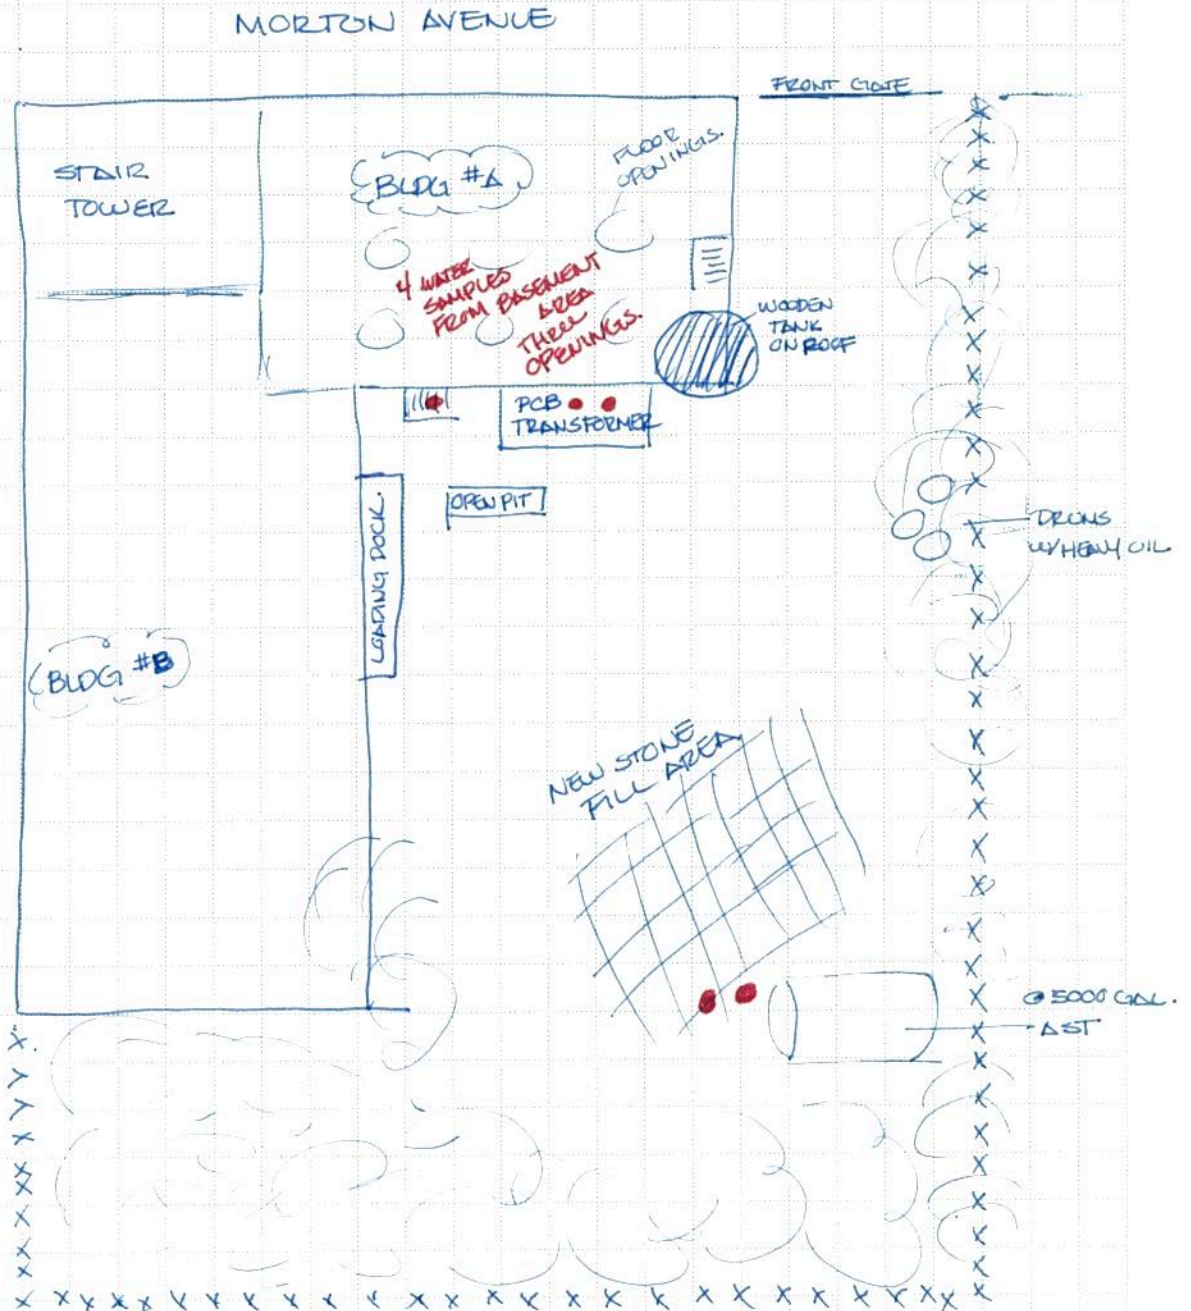 MORTON AVENUE
FRONT GATE
STAIR
TOWER
BLDG #A
FLOOR
OPENINGS.
4 WATER
SAMPLES
FROM BASEMENT
AREA
THRU
OPENINGS.
WOODEN
TANK
ON ROOF
PCB
TRANSFORMER
OPEN PIT
LOADING DOCK.
DRUMS
W/HEAVY OIL
BLDG #B
NEW STONE
FILL AREA
@ 5000 GAL.
AST